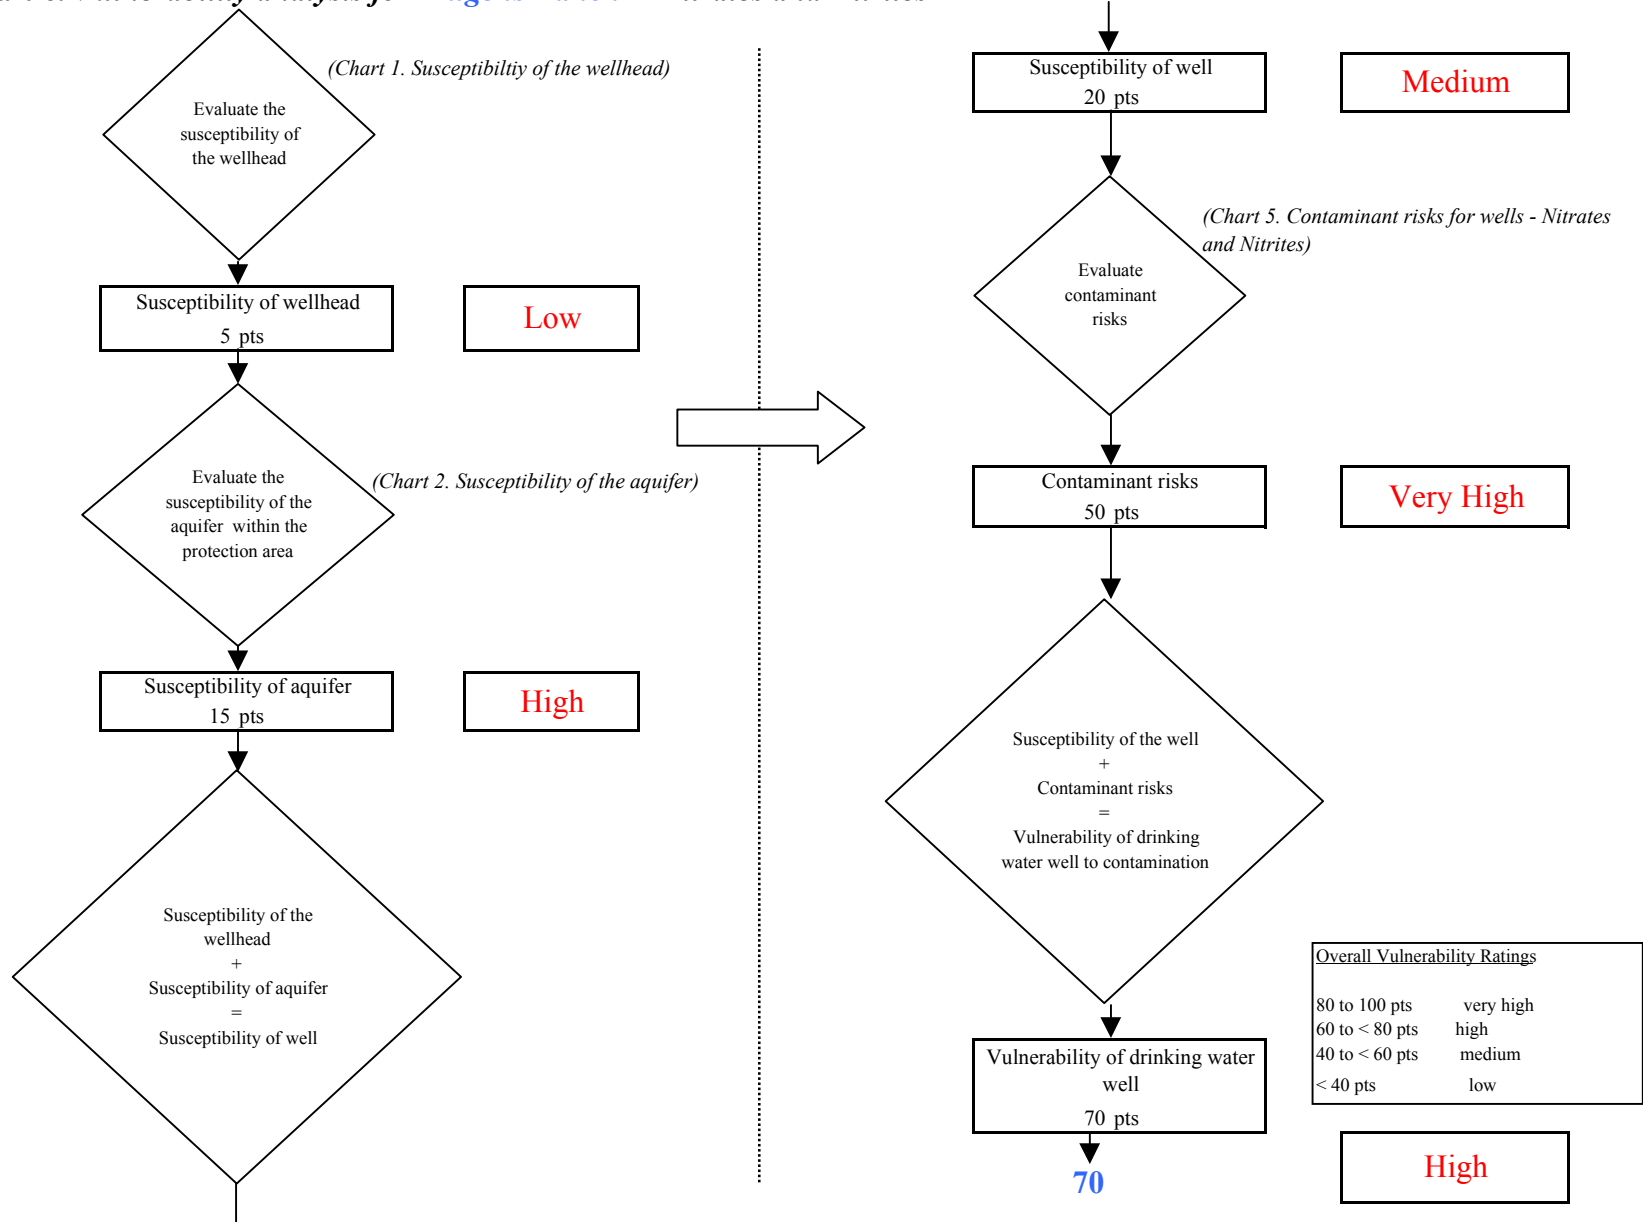 (Chart 1. Susceptibiltiy of the wellhead)
Evaluate the
susceptibility of
the wellhead
Susceptibility of wellhead
5 pts
Low
Evaluate the
susceptibility of the
aquifer within the
protection area
(Chart 2. Susceptibility of the aquifer)
Susceptibility of aquifer
15 pts
High
Susceptibility of the
wellhead
+
Susceptibility of aquifer
=
Susceptibility of well
Susceptibility of well
20 pts
Medium
(Chart 5. Contaminant risks for wells - Nitrates
and Nitrites)
Evaluate
contaminant
risks
Contaminant risks
50 pts
Very High
Susceptibility of the well
+
Contaminant risks
=
Vulnerability of drinking
water well to contamination
Overall Vulnerability Ratings
80 to 100 pts very high
60 to < 80 pts high
40 to < 60 pts medium
< 40 pts low
Vulnerability of drinking water
well
70 pts
70
High